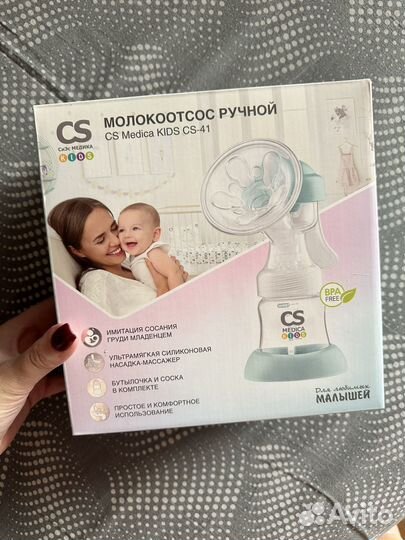 CS
СиЭс МЕДИКА
KIDS
МОЛОКООТСОС РУЧНОЙ
CS Medica KIDS CS-41
BPA
FREE
CS
MEDICA
KIDS
ИМИТАЦИЯ СОСАНИЯ
ГРУДИ МЛАДЕНЦЕМ
УЛЬТРАМЯГКАЯ СИЛИКОНОВАЯ
НАСАДКА-МАССАЖЕР
БУТЫЛОЧКА И СОСКА
В КОМПЛЕКТЕ
ПРОСТОЕ И КОМФОРТНОЕ
ИСПОЛЬЗОВАНИЕ
Для любимых
МАЛЫШЕЙ
Avito